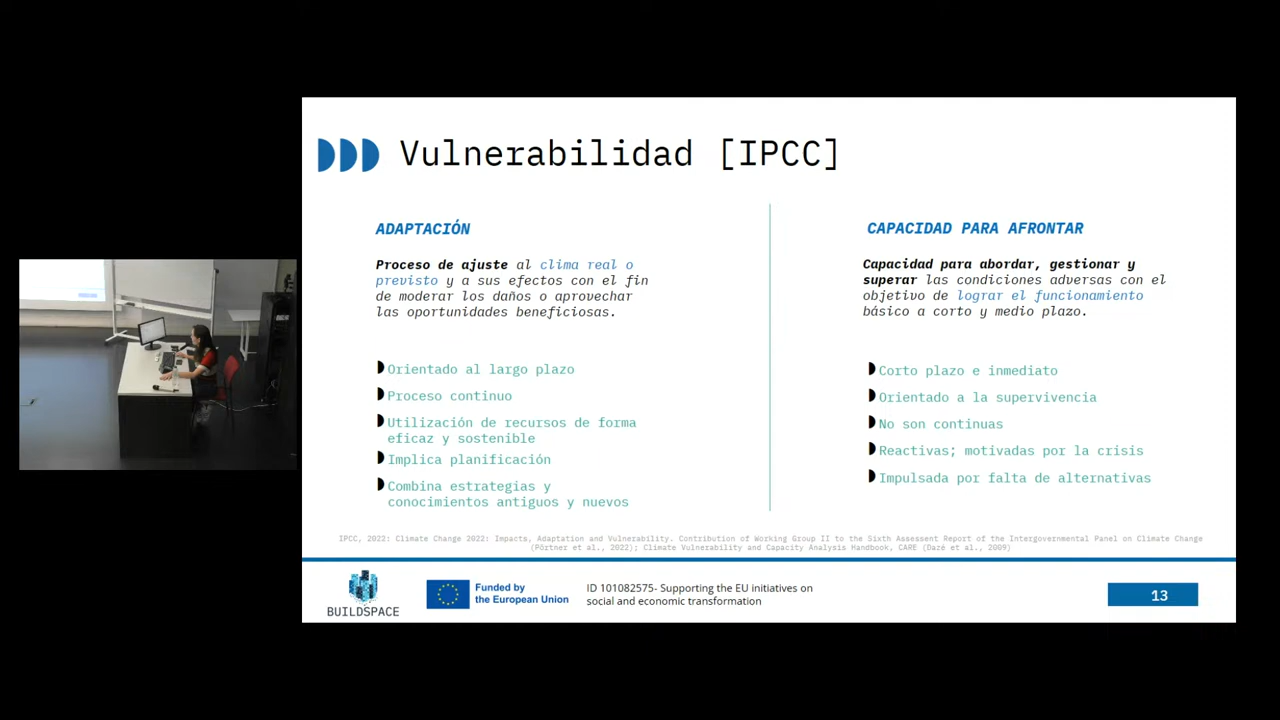 Vulnerabilidad [IPCC]
ADAPTACIÓN
Proceso de ajuste al clima real o
previsto y a sus efectos con el fin
de moderar los daños o aprovechar
las oportunidades beneficiosas.
Orientado al largo plazo
Proceso continuo
Utilización de recursos de forma
eficaz y sostenible
Implica planificación
Combina estrategias y
conocimientos antiguos y nuevos
CAPACIDAD PARA AFRONTAR
Capacidad para abordar, gestionar y
superar las condiciones adversas con el
objetivo de lograr el funcionamiento
básico a corto y medio plazo.
Corto plazo e inmediato
Orientado a la supervivencia
No son continuas
Reactivas; motivadas por la crisis
Impulsada por falta de alternativas
IPCC, 2022: Climate Change 2022: Impacts, Adaptation and Vulnerability. Contribution of Working Group II to the Sixth Assessment Report of the Intergovernmental Panel on Climate Change
(Pörtner et al., 2022); Climate Vulnerability and Capacity Analysis Handbook, CARE (Dazé et al., 2009)
BUILDSPACE
Funded by
the European Union
ID 101082575- Supporting the EU initiatives on
social and economic transformation
13